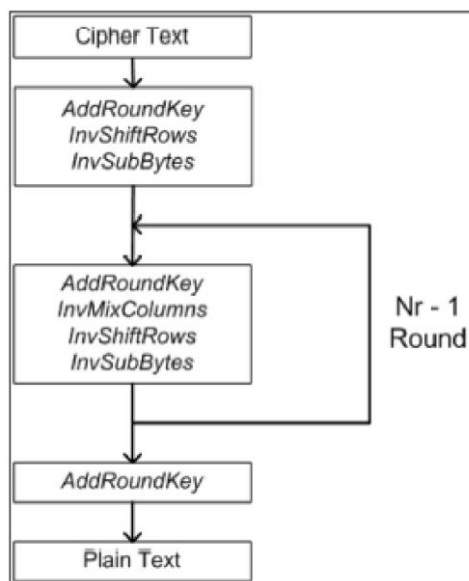 Cipher Text
AddRoundKey
InvShiftRows
InvSubBytes
AddRoundKey
InvMixColumns
InvShiftRows
InvSubBytes
Nr - 1
Round
AddRoundKey
Plain Text